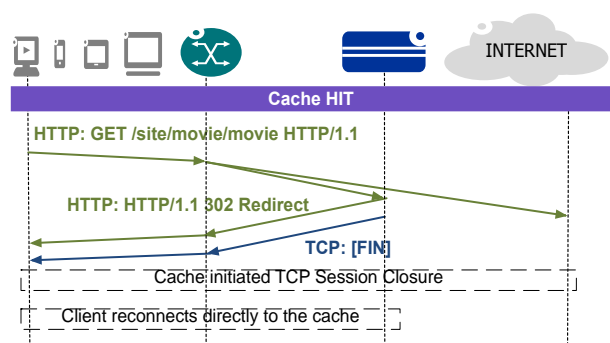 INTERNET
Cache HIT
HTTP: GET /site/movie/movie HTTP/1.1
HTTP: HTTP/1.1 302 Redirect
TCP: [FIN]
Cache initiated TCP Session Closure
Client reconnects directly to the cache